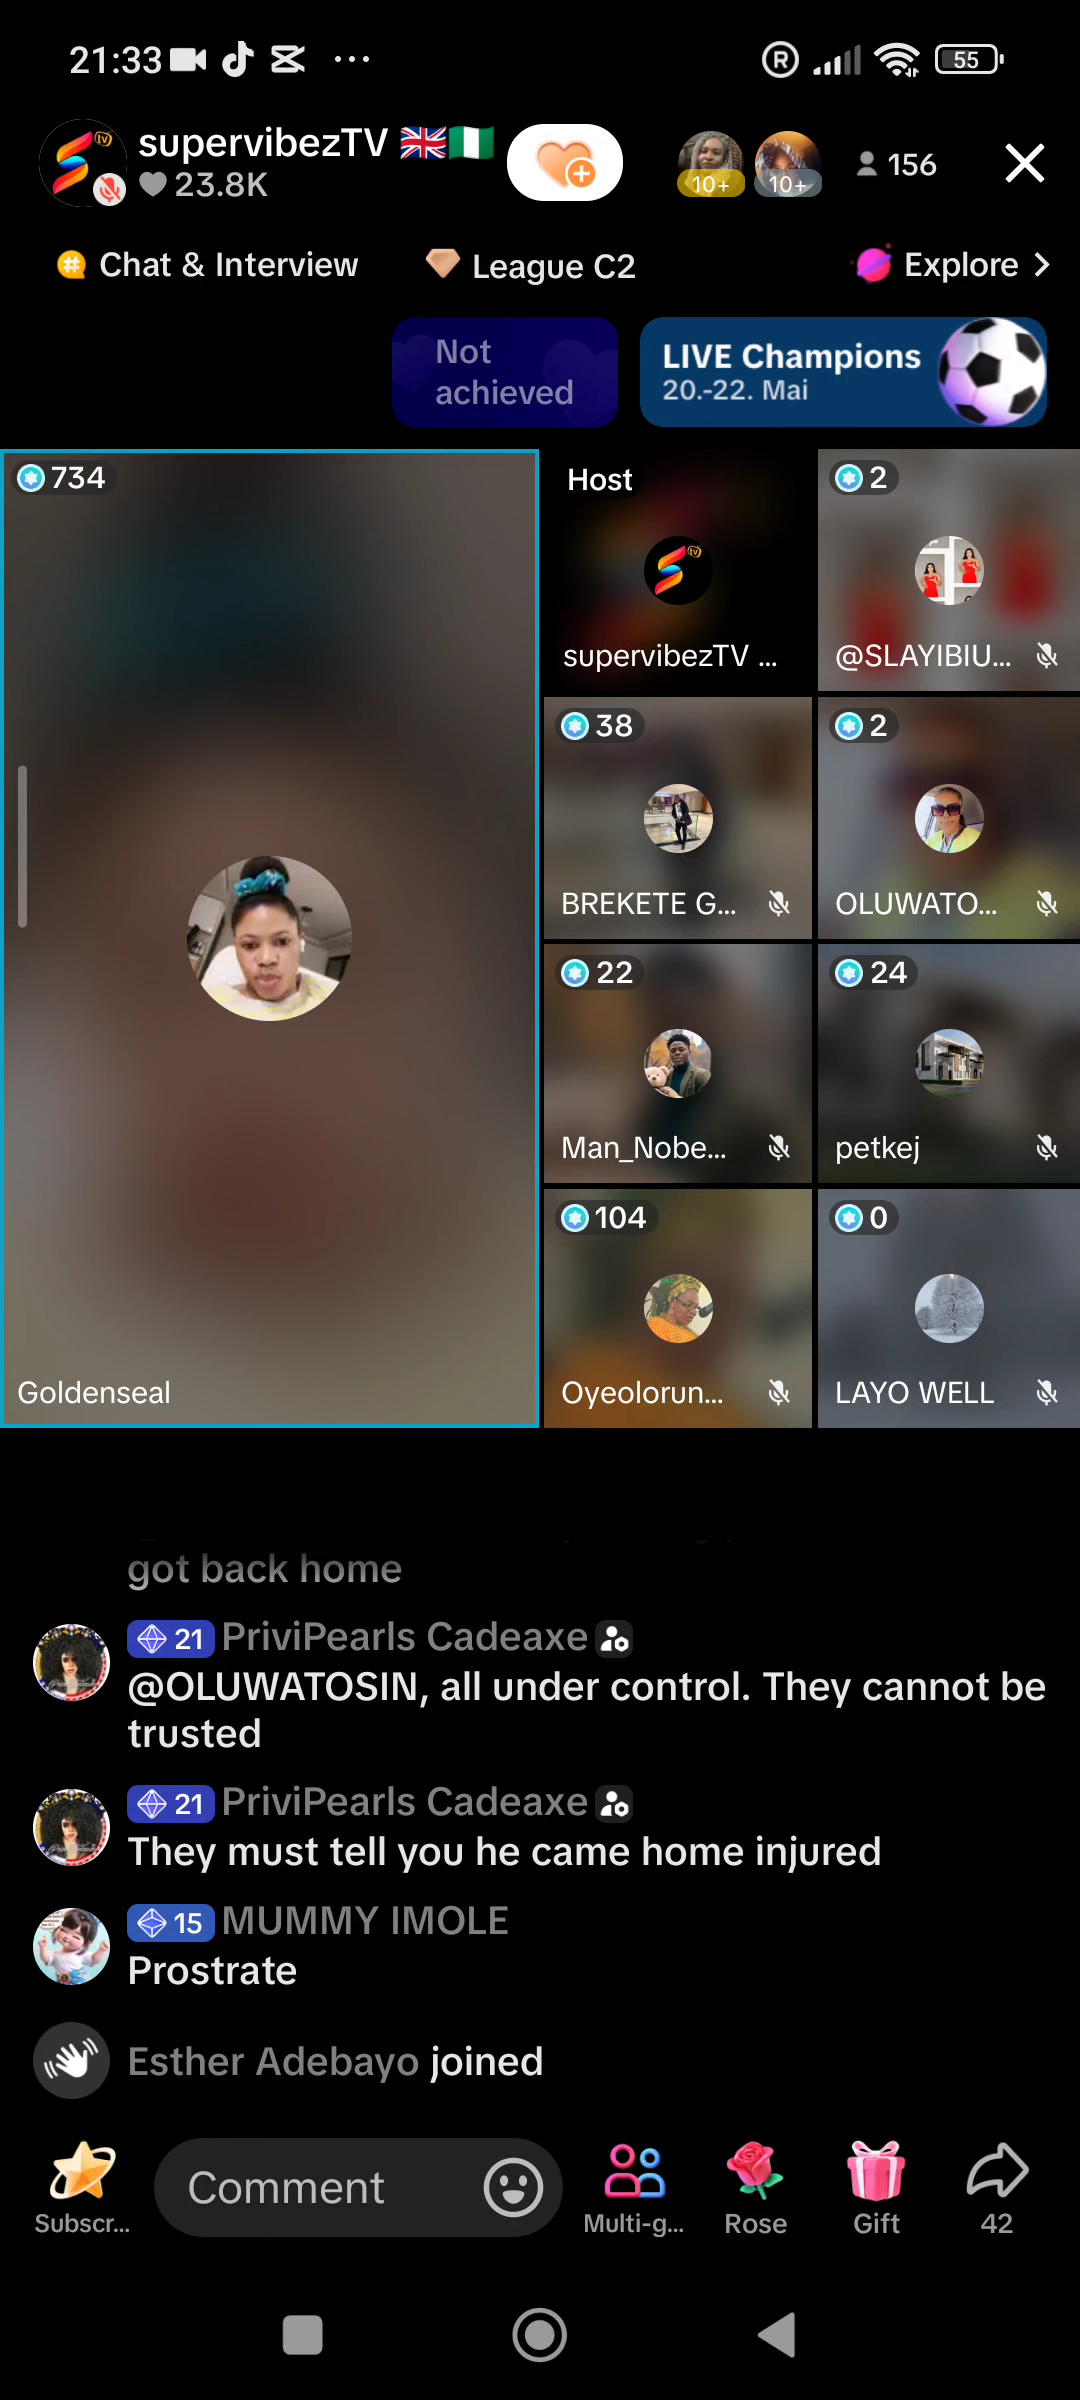 21:33 ... R 55
supervibezTV 🇬🇧🇳🇬
23.8K
10+ 10+ 156
Chat & Interview League C2 Explore >
Not achieved
LIVE Champions
20.-22. Mai
734
Goldenseal
Host
supervibezTV ...
2
@SLAYIBIU...
38
BREKETE G...
2
OLUWATO...
22
Man_Nobe...
24
petkej
104
Oyeolorun...
0
LAYO WELL
got back home
21 PriviPearls Cadeaxe
@OLUWATOSIN, all under control. They cannot be
trusted
21 PriviPearls Cadeaxe
They must tell you he came home injured
15 MUMMY IMOLE
Prostrate
Esther Adebayo joined
Comment
Subscr... Multi-g... Rose Gift 42